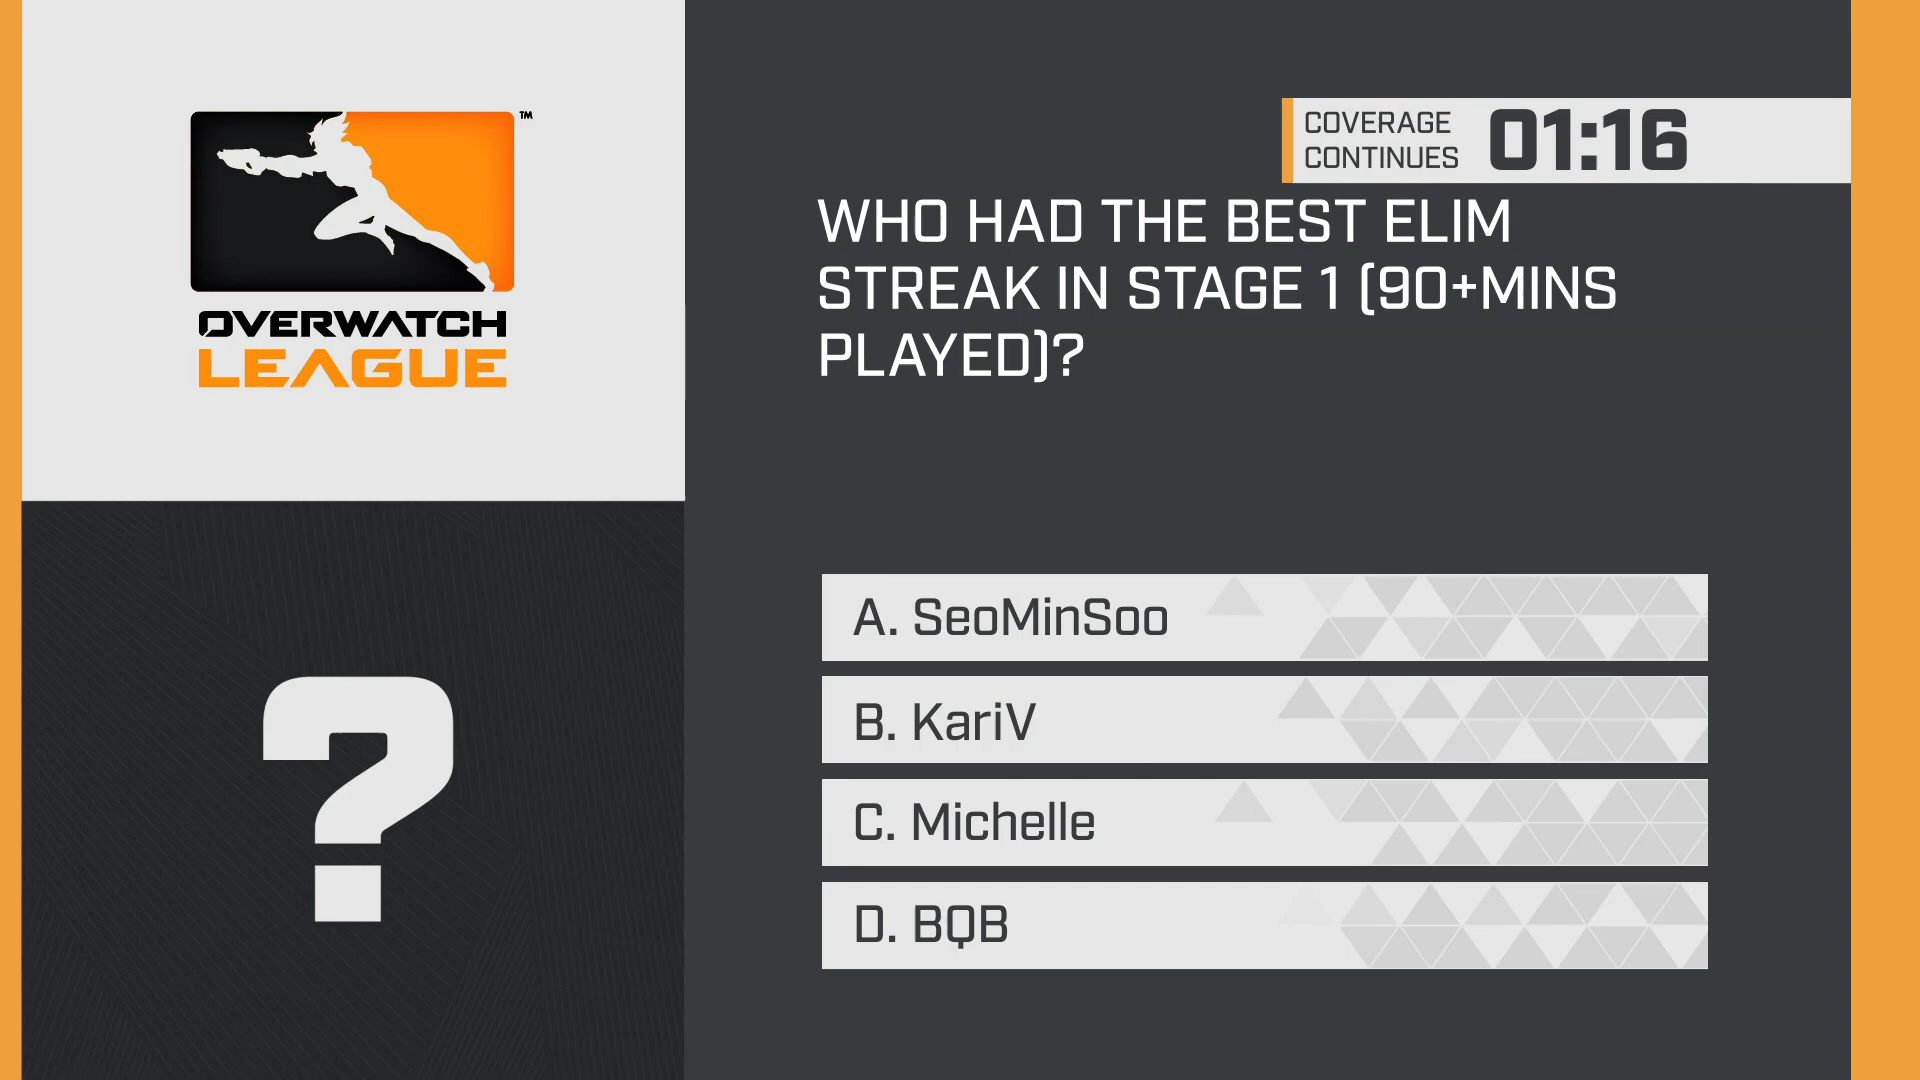 ™
OVERWATCH
LEAGUE
COVERAGE
CONTINUES
01:16
WHO HAD THE BEST ELIM
STREAK IN STAGE 1 (90+MINS
PLAYED)?
?
A. SeoMinSoo
B. KariV
C. Michelle
D. BQB